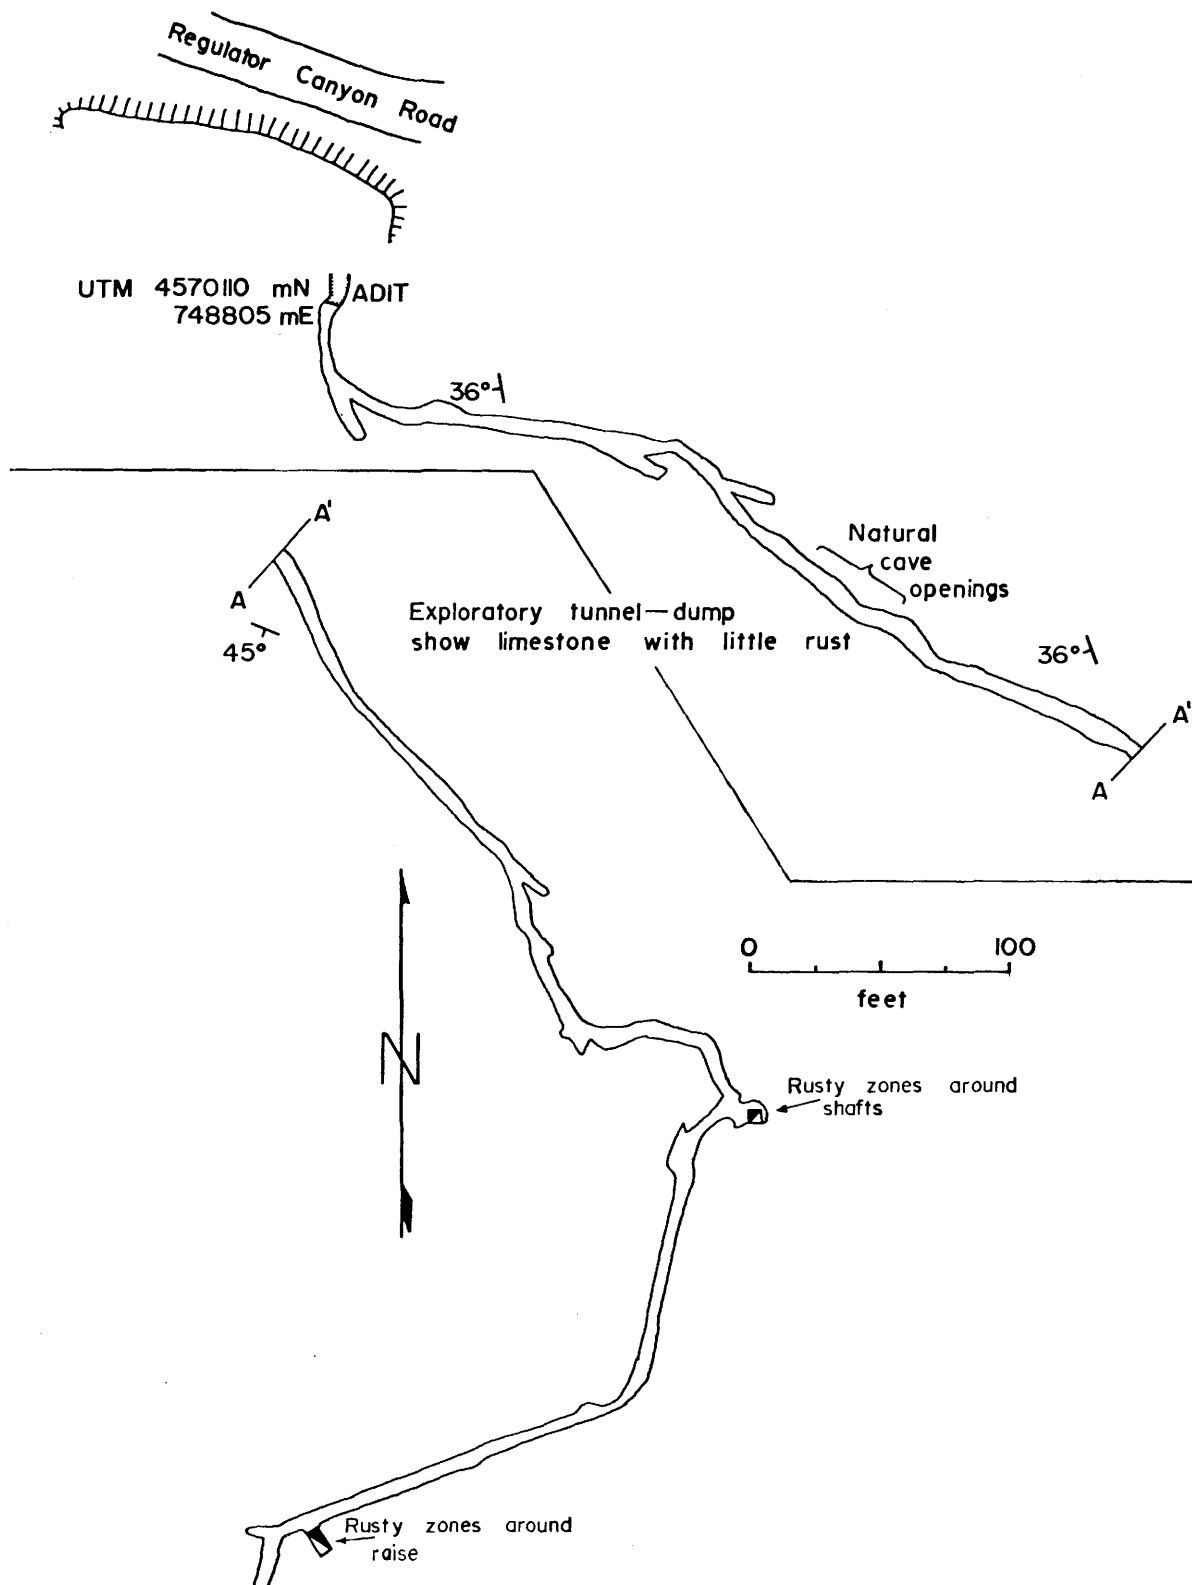 Regulator Canyon Road
UTM 4570110 mN
748805 mE
ADIT
36°
Natural
cave
openings
36°
A'
A
A'
A
45°
Exploratory tunnel—dump
show limestone with little rust
0 100
feet
N
Rusty zones around
shafts
Rusty zones around
raise